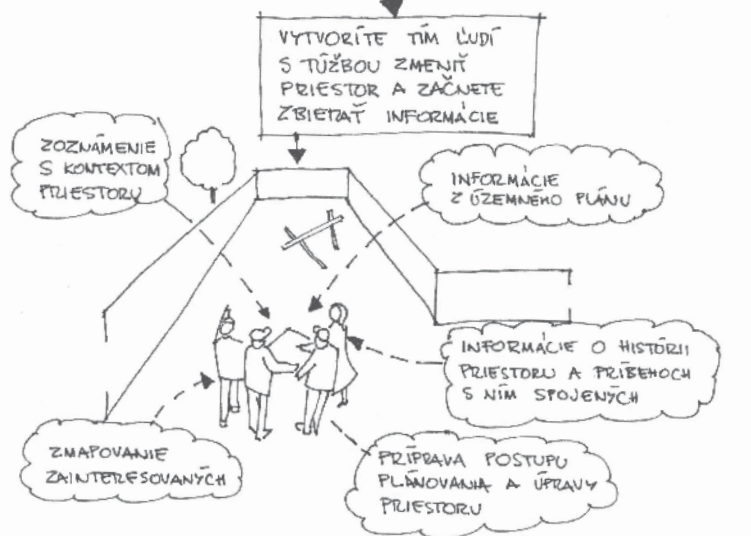 VYTVORÍTE TÍM ĽUDÍ
S TÚŽBOU ZMENIŤ
PRIESTOR A ZAČNETE
ZBIERAŤ INFORMÁCIE
ZOZNÁMENIE
S KONTEXTOM
PRIESTORU
INFORMÁCIE
Z ÚZEMNÉHO PLÁNU
INFORMÁCIE O HISTÓRII
PRIESTORU A PRÍBEHOCH
S NÍM SPOJENÝCH
ZMAPOVANIE
ZAINTERESOVANÝCH
PRÍPRAVA POSTUPU
PLÁNOVANIA A ÚPRAVY
PRIESTORU